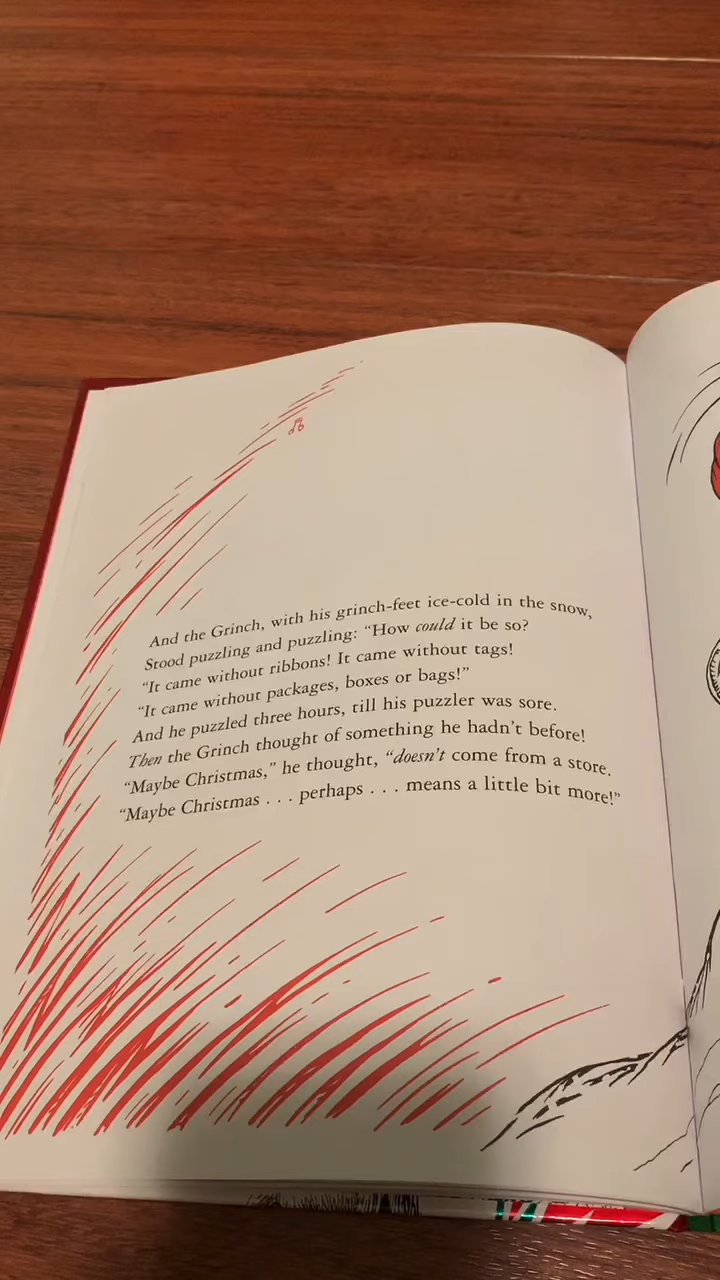 And the Grinch, with his grinch-feet ice-cold in the snow,
Stood puzzling and puzzling: “How could it be so?
“It came without ribbons! It came without tags!
“It came without packages, boxes or bags!”
And he puzzled three hours, till his puzzler was sore.
Then the Grinch thought of something he hadn’t before!
“Maybe Christmas,” he thought, “doesn’t come from a store.
“Maybe Christmas . . . perhaps . . . means a little bit more!”